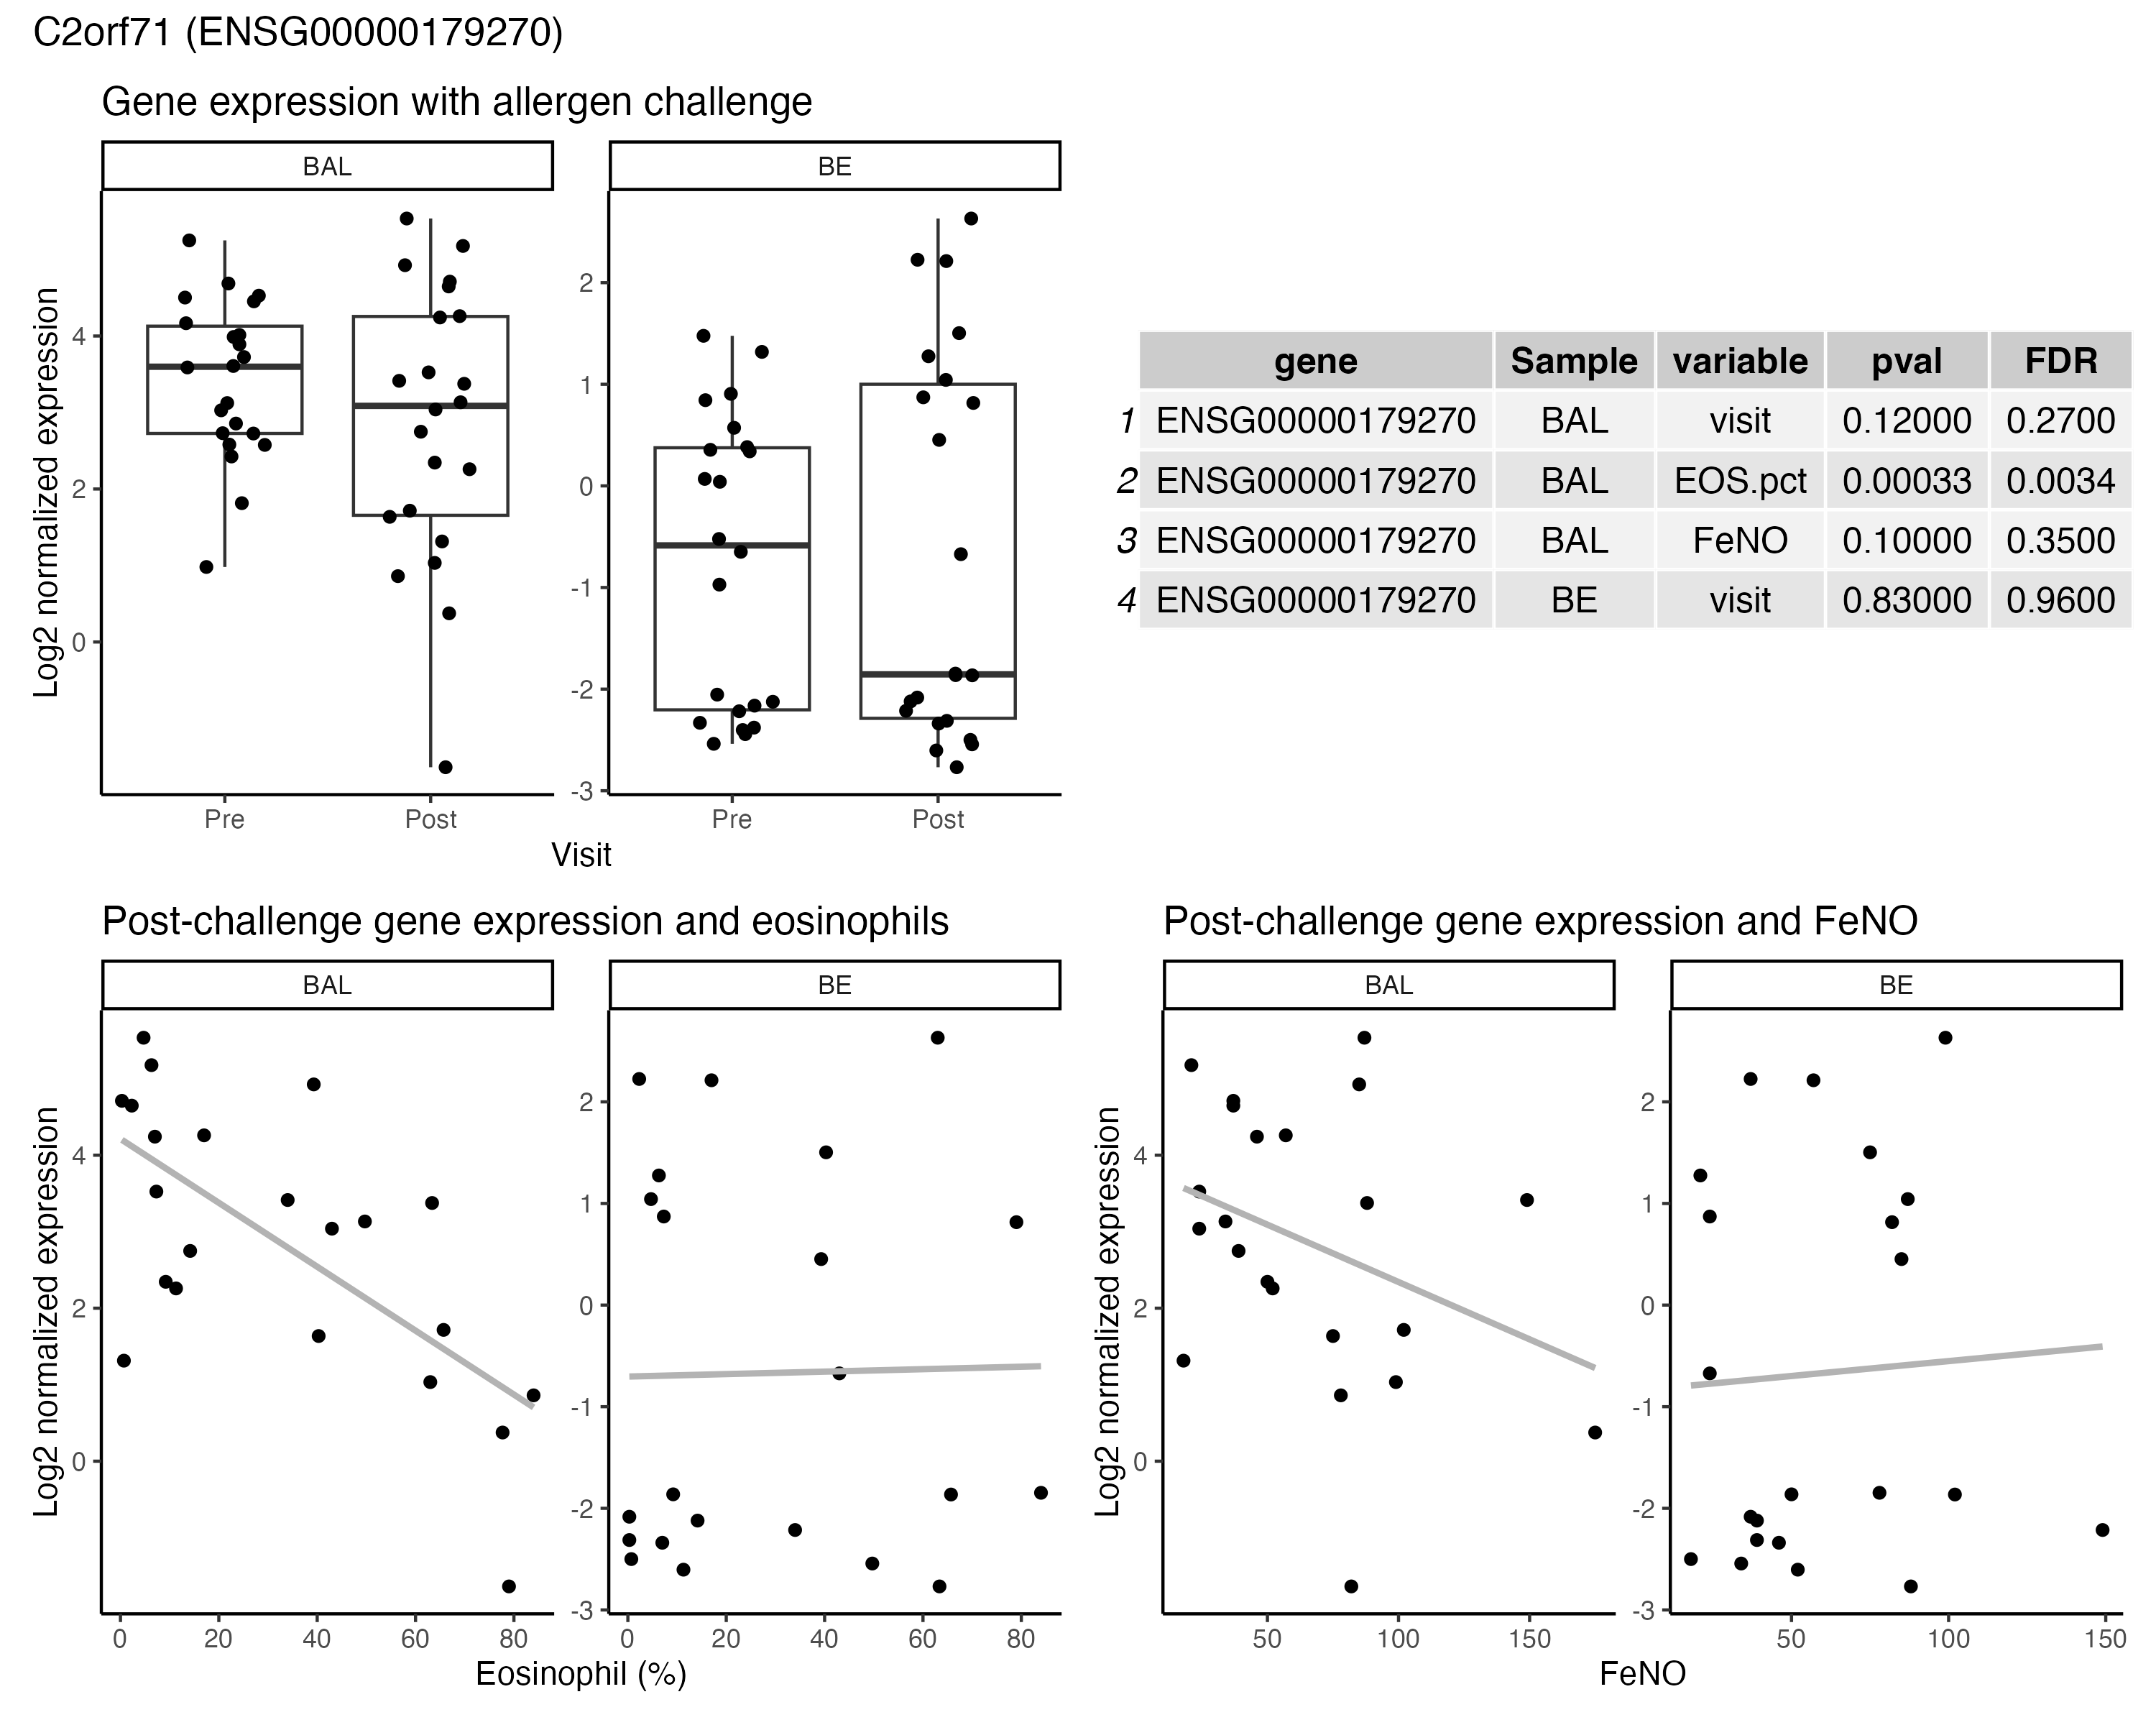 C2orf71 (ENSG00000179270)
Gene expression with allergen challenge
BAL
BE
Log2 normalized expression
4
2
0
2
1
0
-1
-2
-3
Pre
Post
Pre
Post
Visit
gene Sample variable pval FDR
1 ENSG00000179270 BAL visit 0.12000 0.2700
2 ENSG00000179270 BAL EOS.pct 0.00033 0.0034
3 ENSG00000179270 BAL FeNO 0.10000 0.3500
4 ENSG00000179270 BE visit 0.83000 0.9600
Post-challenge gene expression and eosinophils
BAL
BE
Log2 normalized expression
4
2
0
2
1
0
-1
-2
-3
0 20 40 60 80
0 20 40 60 80
Eosinophil (%)
Post-challenge gene expression and FeNO
BAL
BE
Log2 normalized expression
4
2
0
2
1
0
-1
-2
-3
50 100 150
50 100 150
FeNO